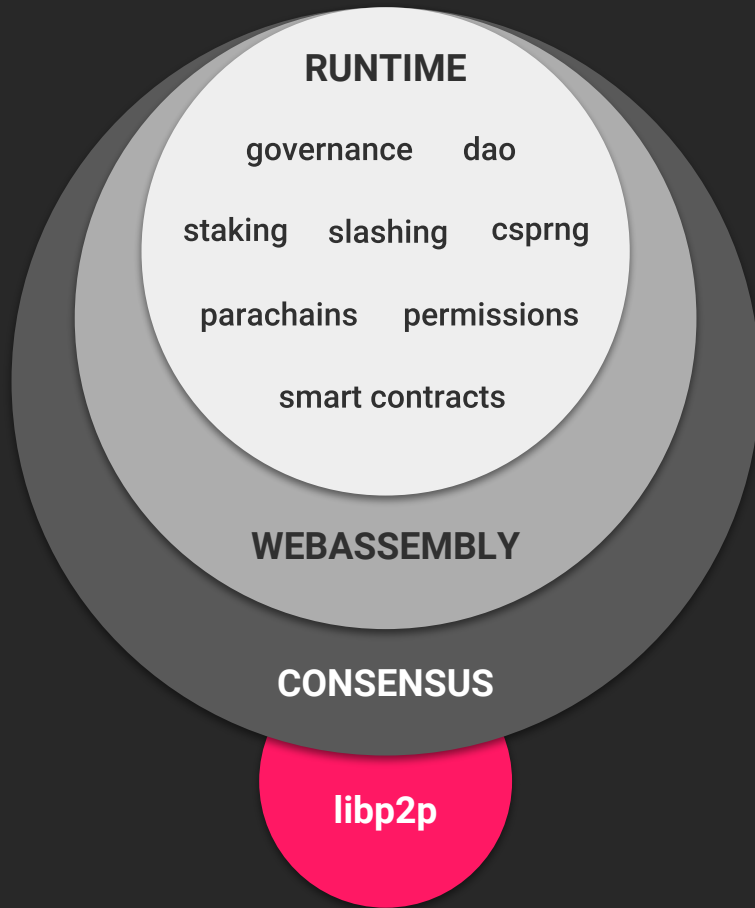 RUNTIME
governance dao
staking slashing csprng
parachains permissions
smart contracts
WEBASSEMBLY
CONSENSUS
libp2p